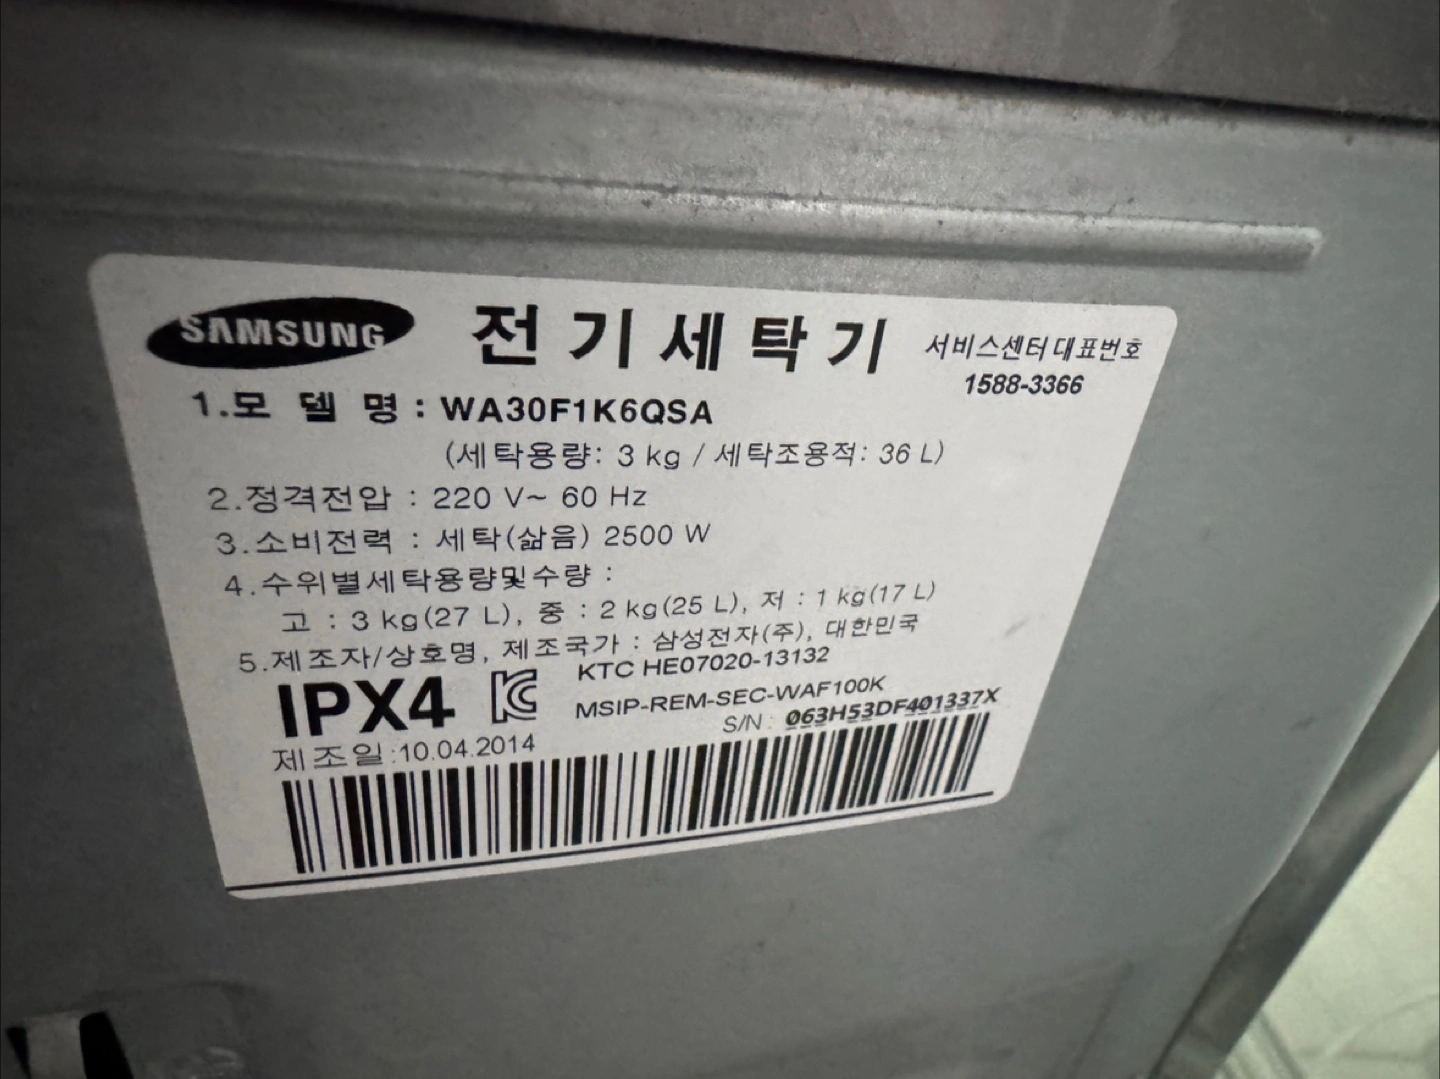 SAMSUNG 전기세탁기 서비스센터 대표번호
1588-3366
1.모 델 명 : WA30F1K6QSA
(세탁용량: 3 kg / 세탁조용적: 36 L)
2.정격전압 : 220 V~ 60 Hz
3.소비전력 : 세탁(삶음) 2500 W
4.수위별세탁용량및수량 :
고 : 3 kg(27 L), 중 : 2 kg(25 L), 저 : 1 kg(17 L)
5.제조자/상호명, 제조국가 : 삼성전자(주), 대한민국
IPX4 KC KTC HE07020-13132
MSIP-REM-SEC-WAF100K
S/N : 063H53DF401337X
제조일:10.04.2014